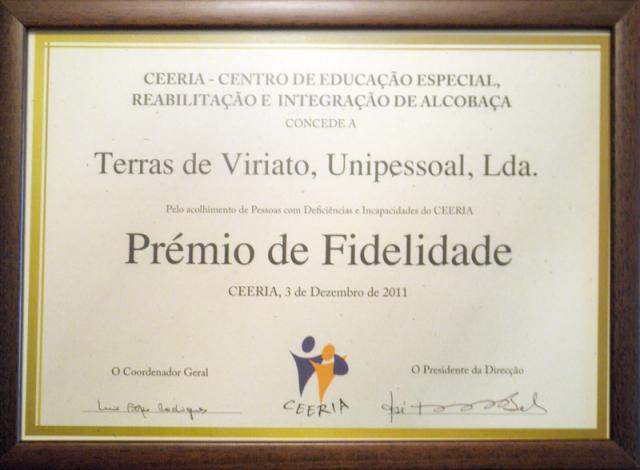 CEERIA - CENTRO DE EDUCAÇÃO ESPECIAL,
REABILITAÇÃO E INTEGRAÇÃO DE ALCOBAÇA
CONCEDE A
Terras de Viriato, Unipessoal, Lda.
Pelo acolhimento de Pessoas com Deficiências e Incapacidades do CEERIA
Prémio de Fidelidade
CEERIA, 3 de Dezembro de 2011
O Coordenador Geral
O Presidente da Direcção
CEERIA
Rodrigues